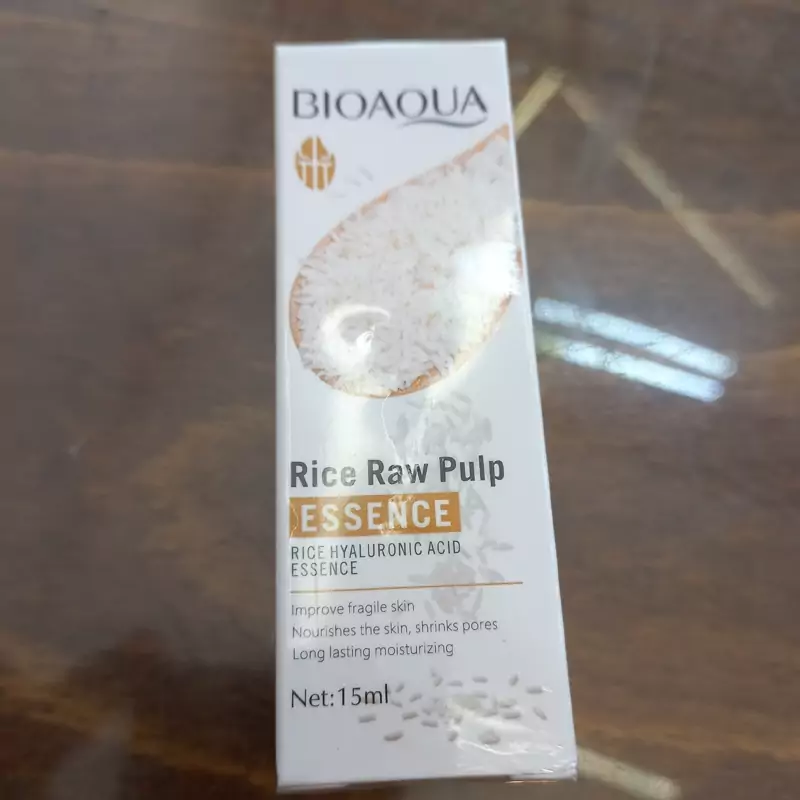 BIOAQUA
Rice Raw Pulp
ESSENCE
RICE HYALURONIC ACID
ESSENCE
Improve fragile skin
Nourishes the skin, shrinks pores
Long lasting moisturizing
Net:15ml